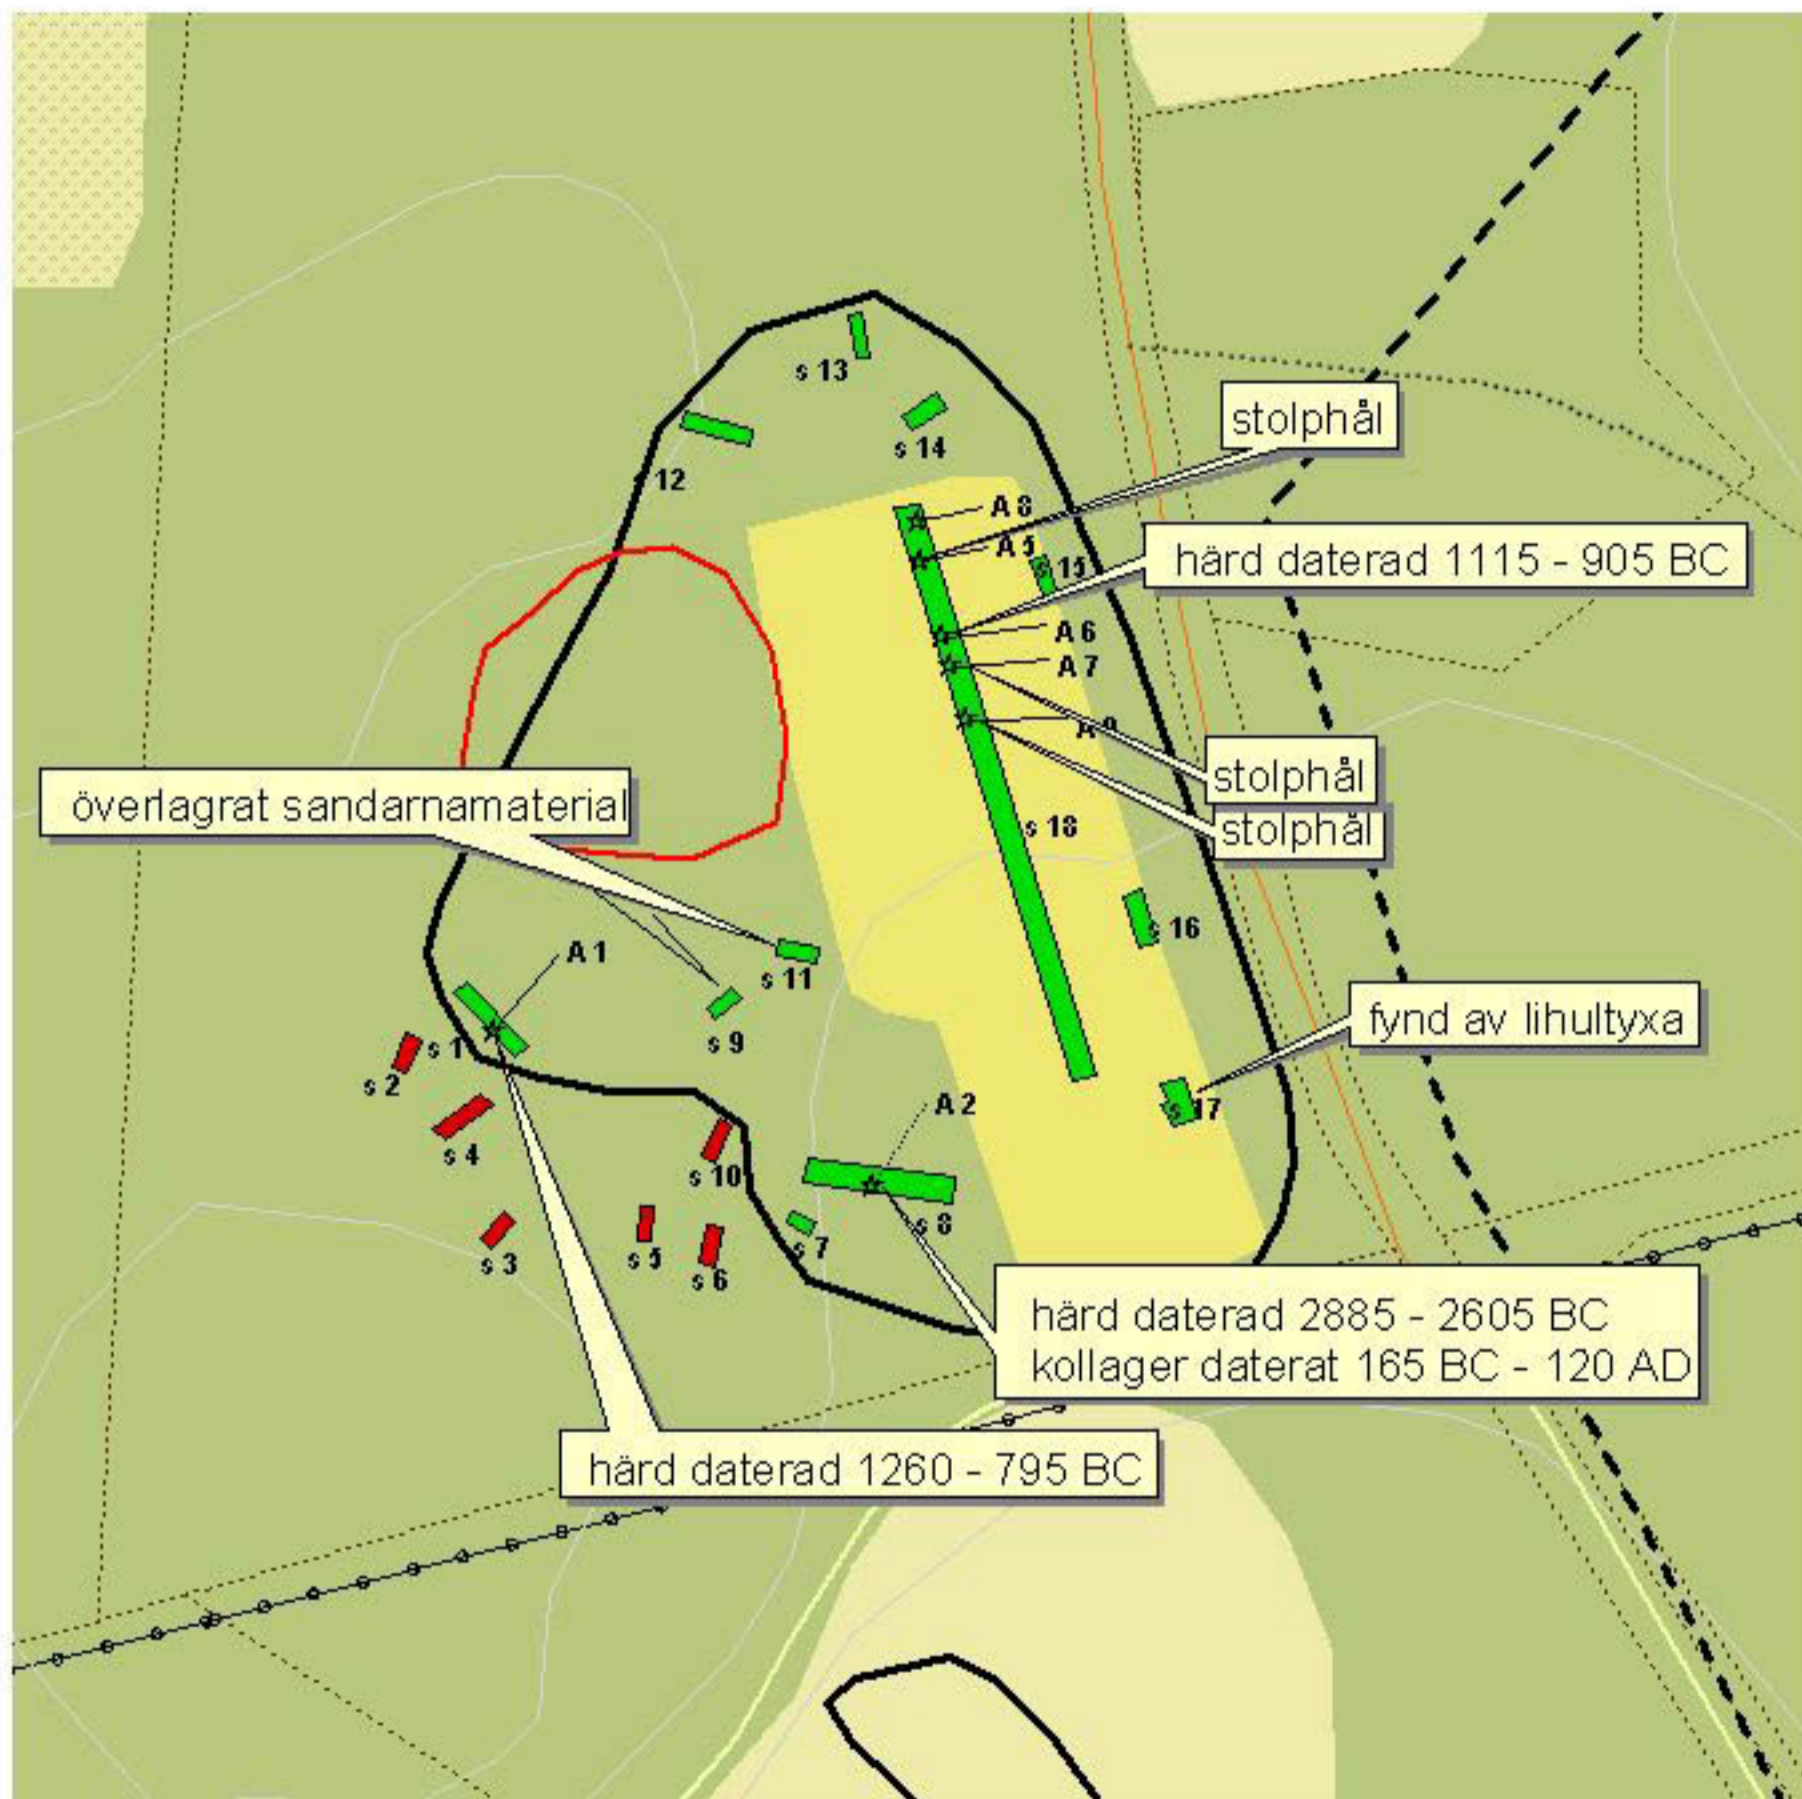 s 13
s 14
12
stolphål
A 8
A 5
s 15
härd daterad 1115 - 905 BC
A 6
A 7
stolphål
överlagrat sandarnamaterial
s 18
stolphål
s 16
A 1
s 11
fynd av lihultyxa
s 9
s 1
s 2
A 2
s 17
s 4
s 10
s 8
s 7
s 3
s 5
s 6
härd daterad 2885 - 2605 BC
kollager daterat 165 BC - 120 AD
härd daterad 1260 - 795 BC